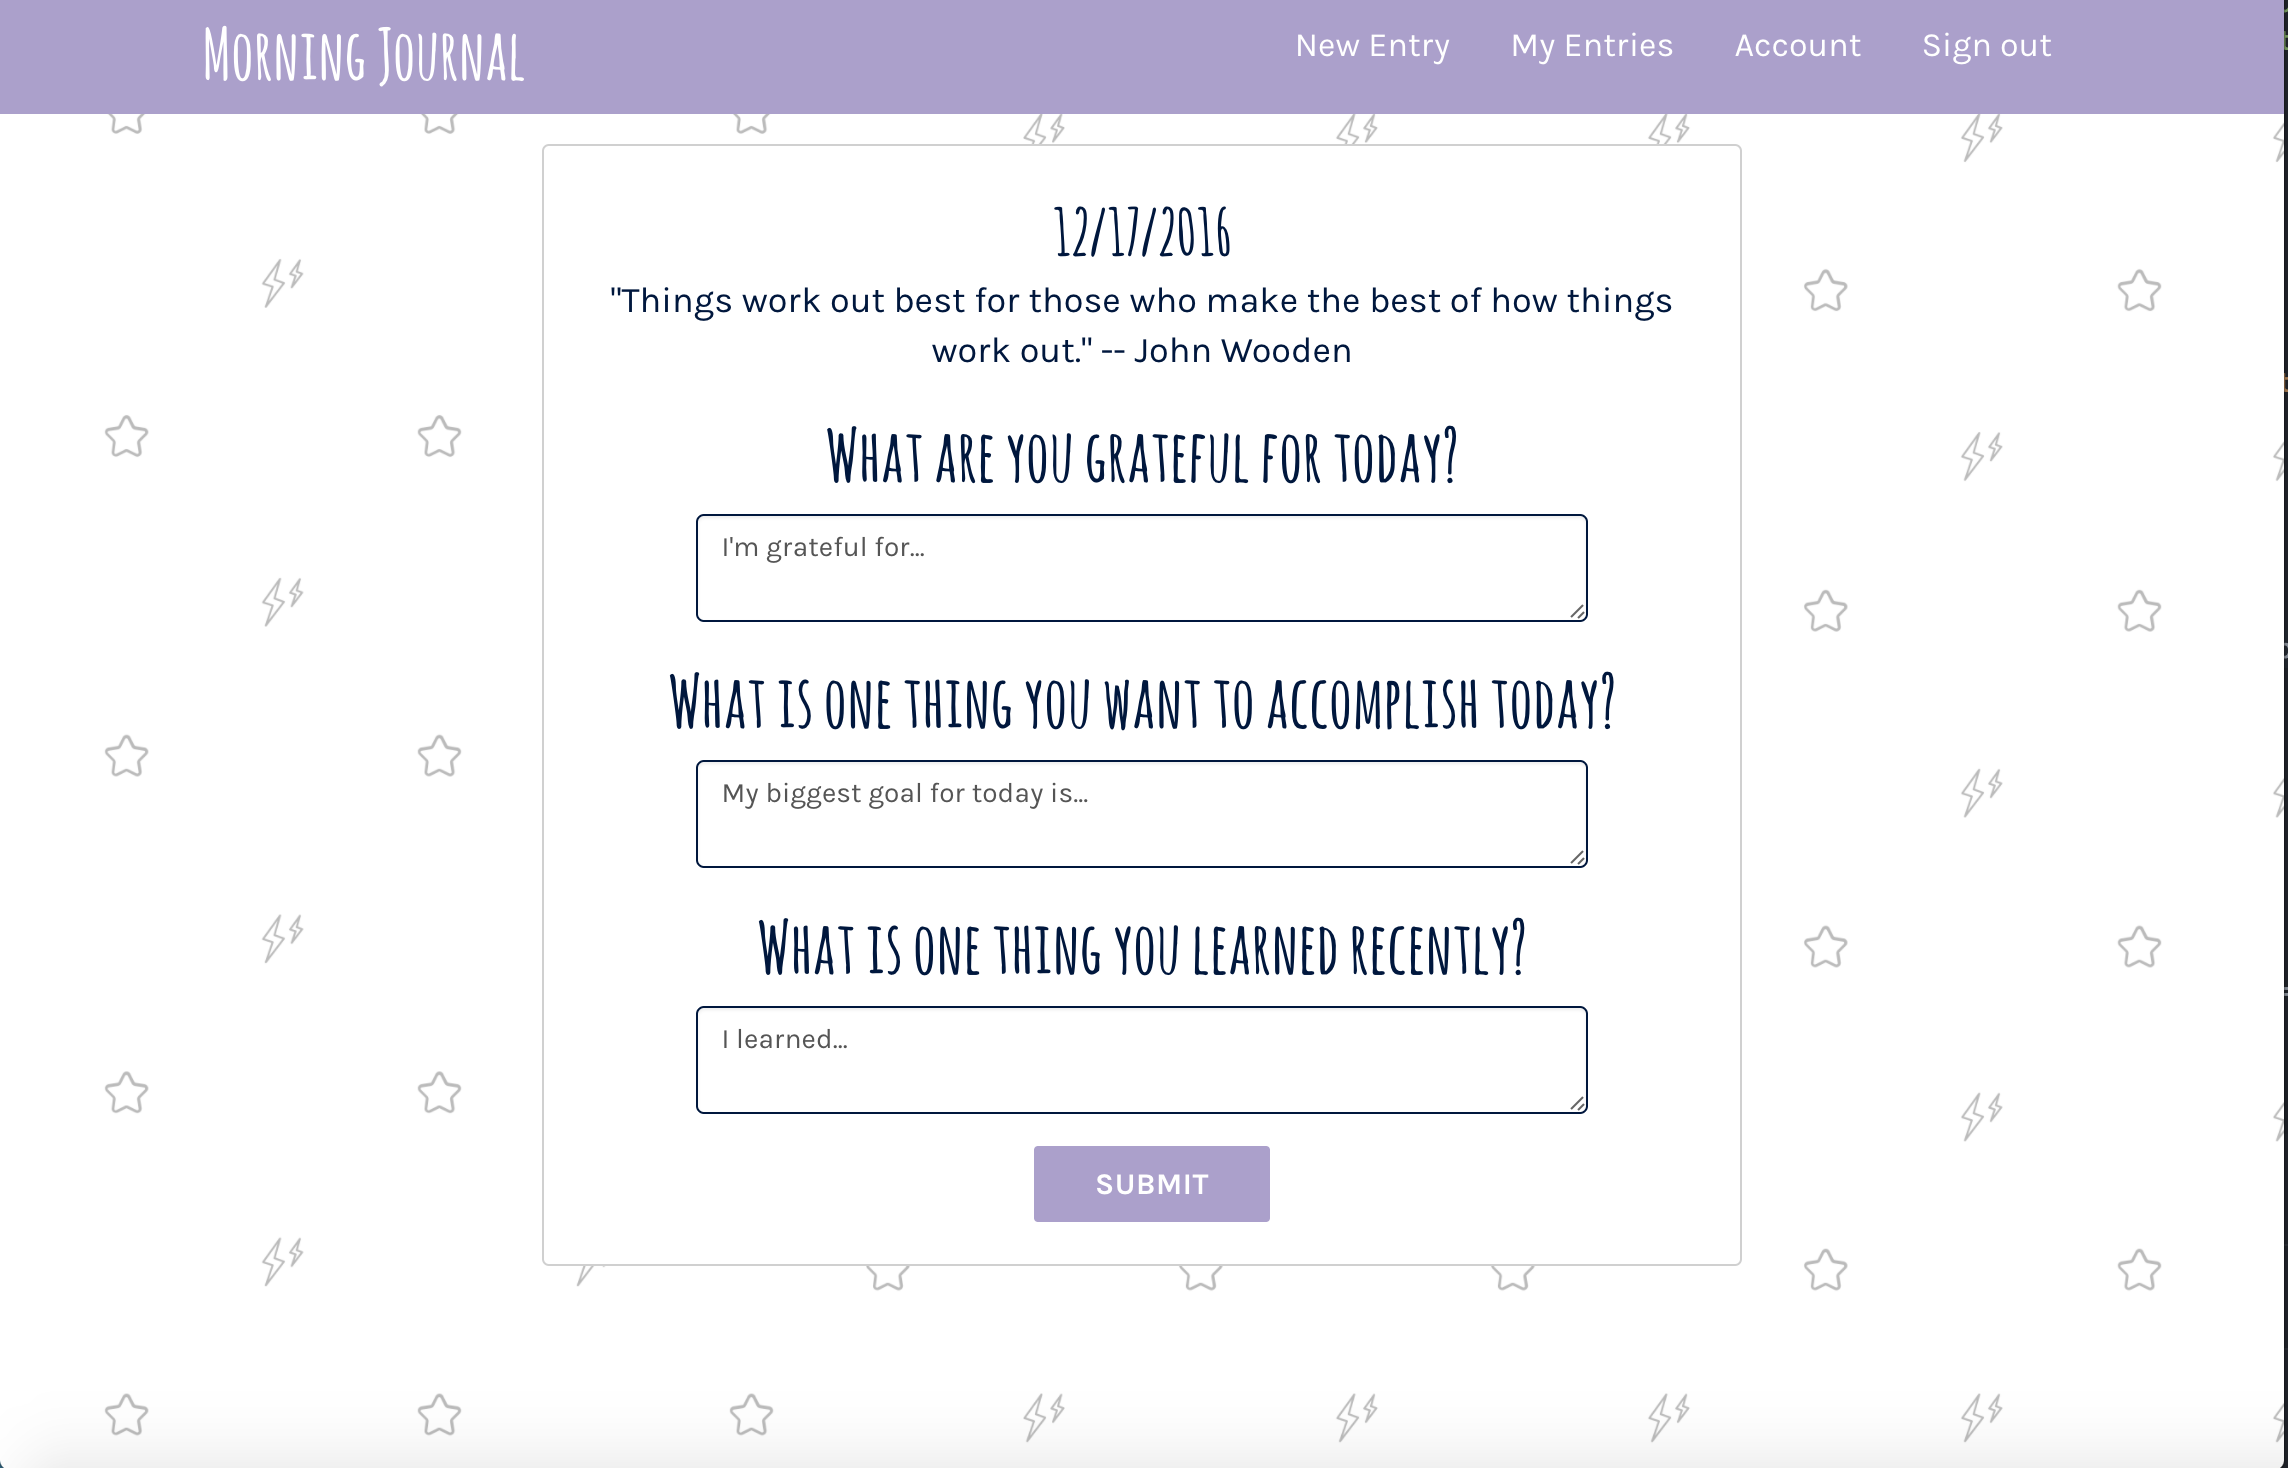 Morning Journal
New Entry
My Entries
Account
Sign out
12/17/2016
"Things work out best for those who make the best of how things
work out." -- John Wooden
What are you grateful for today?
I'm grateful for...
What is one thing you want to accomplish today?
My biggest goal for today is...
What is one thing you learned recently?
I learned...
SUBMIT